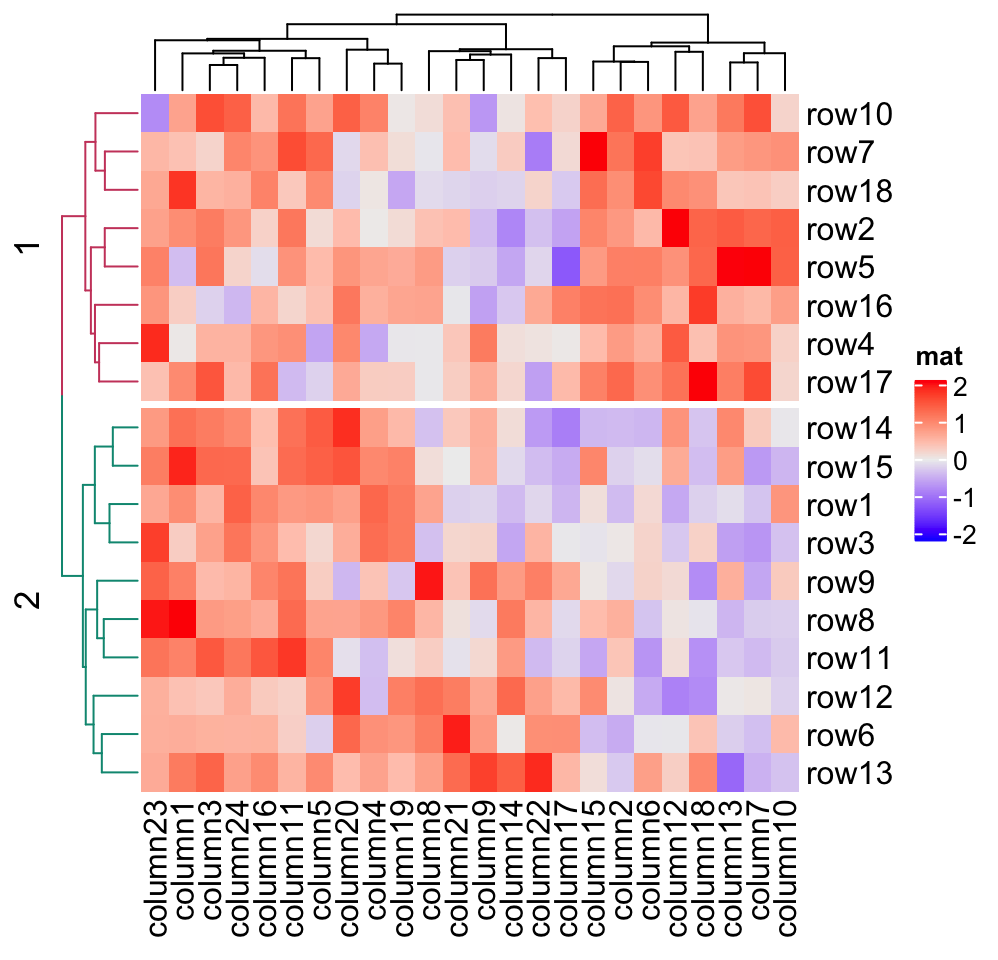 1
2
row10
row7
row18
row2
row5
row16
row4
row17
row14
row15
row1
row3
row9
row8
row11
row12
row6
row13
column23
column1
column3
column24
column16
column11
column5
column20
column4
column19
column8
column21
column9
column14
column22
column17
column15
column2
column6
column12
column18
column13
column7
column10
mat
2
1
0
-1
-2